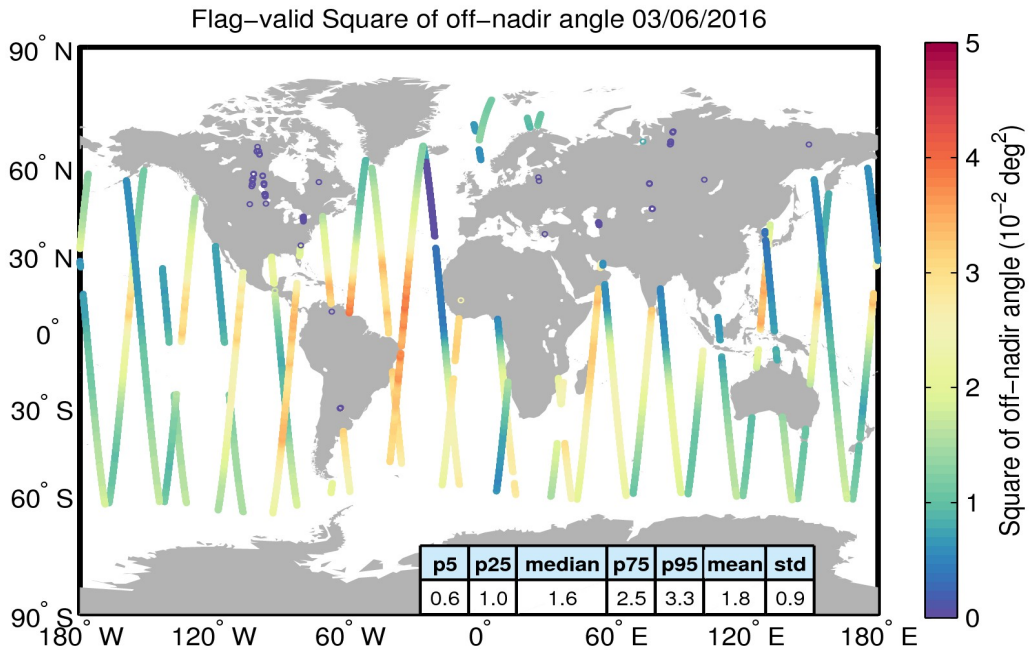 Flag−valid Square of off−nadir angle 03/06/2016
90° N
60° N
30° N
0°
30° S
60° S
90° S
180° W
120° W
60° W
0°
60° E
120° E
180° E
p5 p25 median p75 p95 mean std
0.6 1.0 1.6 2.5 3.3 1.8 0.9
5
4
3
2
1
0
Square of off−nadir angle (10⁻² deg²)